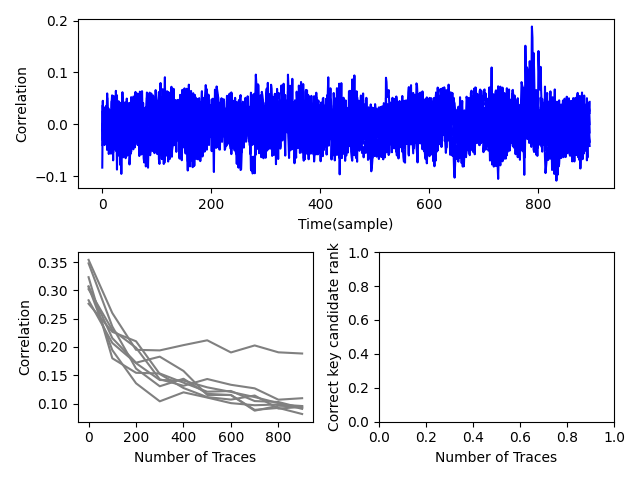 0.2
0.1
0.0
−0.1
Correlation
0 200 400 600 800
Time(sample)
0.35
0.30
0.25
0.20
0.15
0.10
Correlation
0 200 400 600 800
Number of Traces
1.0
0.8
0.6
0.4
0.2
0.0
Correct key candidate rank
0.0 0.2 0.4 0.6 0.8 1.0
Number of Traces